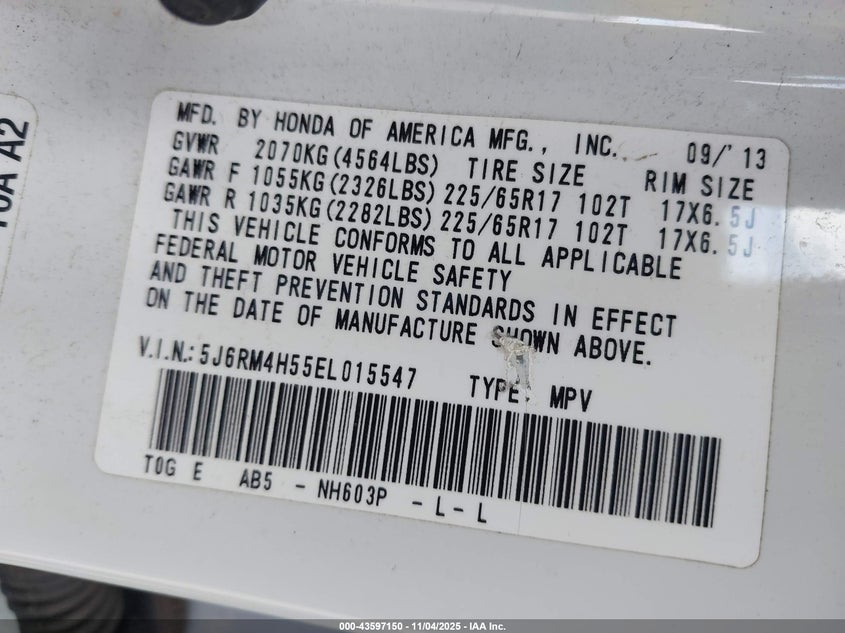 10A A2
MFD. BY HONDA OF AMERICA MFG., INC. 09/'13
GVWR 2070KG(4564LBS) TIRE SIZE RIM SIZE
GAWR F 1055KG(2326LBS) 225/65R17 102T 17X6.5J
GAWR R 1035KG(2282LBS) 225/65R17 102T 17X6.5J
THIS VEHICLE CONFORMS TO ALL APPLICABLE
FEDERAL MOTOR VEHICLE SAFETY
AND THEFT PREVENTION STANDARDS IN EFFECT
ON THE DATE OF MANUFACTURE SHOWN ABOVE.
V.I.N.: 5J6RM4H55EL015547 TYPE: MPV
T0G E AB5 - NH603P - L - L
000-43597150 - 11/04/2025 - IAA Inc.